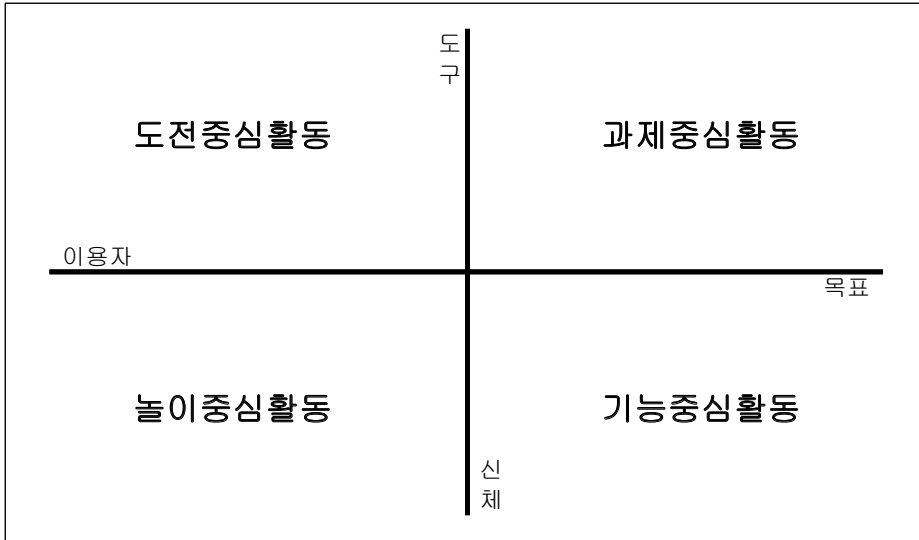 도
구
도전중심활동
과제중심활동
이용자
목표
놀이중심활동
기능중심활동
신
체